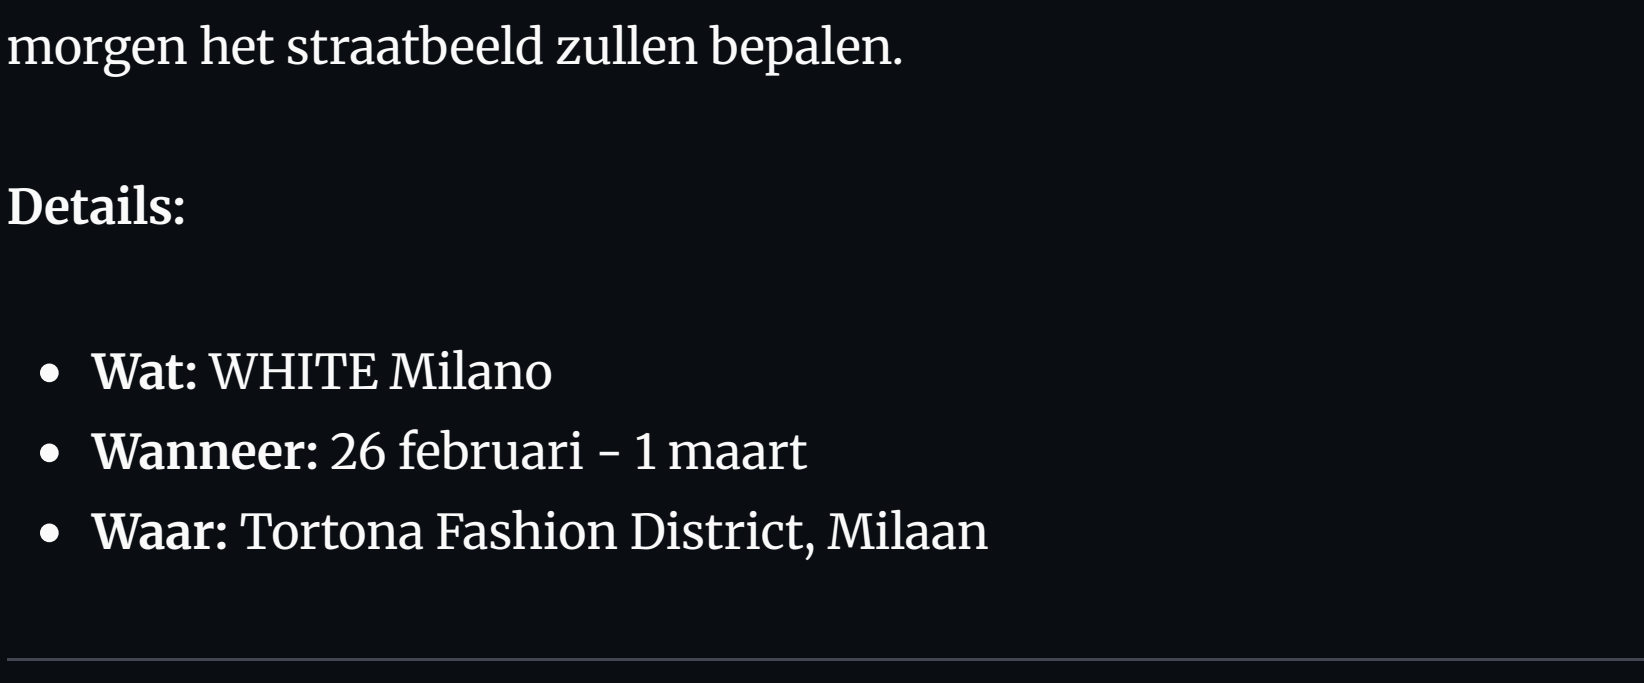 morgen het straatbeeld zullen bepalen.
Details:
Wat: WHITE Milano
Wanneer: 26 februari – 1 maart
Waar: Tortona Fashion District, Milaan